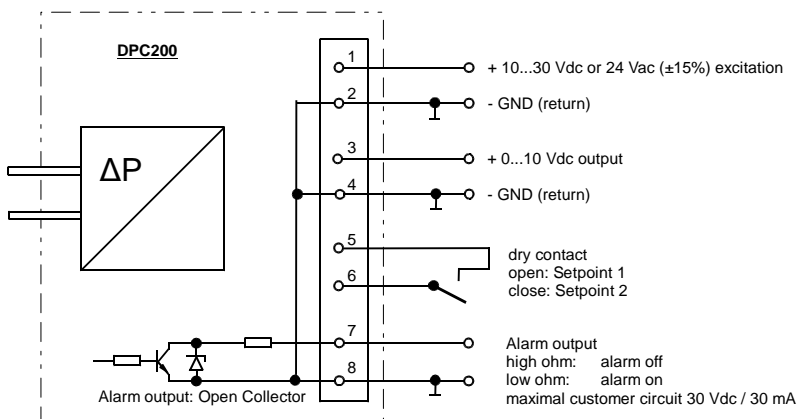 DPC200
ΔP
1
+ 10...30 Vdc or 24 Vac (±15%) excitation
2
- GND (return)
3
+ 0...10 Vdc output
4
- GND (return)
5
dry contact
open: Setpoint 1
6
close: Setpoint 2
7
Alarm output
high ohm: alarm off
8
low ohm: alarm on
Alarm output: Open Collector
maximal customer circuit 30 Vdc / 30 mA